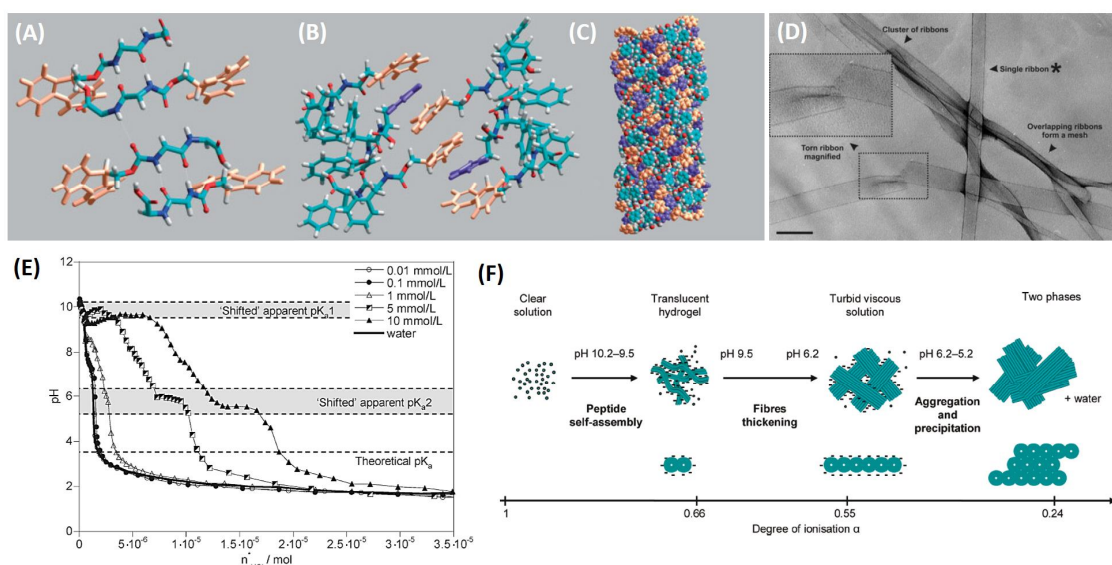 (A)
(B)
(C)
(D)
Cluster of ribbons
Single ribbon *
Overlapping ribbons
form a mesh
Torn ribbon
magnified
(E)
12
10
8
6
4
2
0
pH
0.01 mmol/L
0.1 mmol/L
1 mmol/L
5 mmol/L
10 mmol/L
water
'Shifted' apparent pKa1
'Shifted' apparent pKa2
Theoretical pKa
0
5·10⁻⁶
1·10⁻⁵
1.5·10⁻⁵
2·10⁻⁵
2.5·10⁻⁵
3·10⁻⁵
3.5·10⁻⁵
/ mol
(F)
Clear
solution
Translucent
hydrogel
Turbid viscous
solution
Two phases
pH 10.2–9.5
pH 9.5
pH 6.2
pH 6.2–5.2
Peptide
self-assembly
Fibres
thickening
Aggregation
and
precipitation
+ water
1
0.66
0.55
0.24
Degree of ionisation α